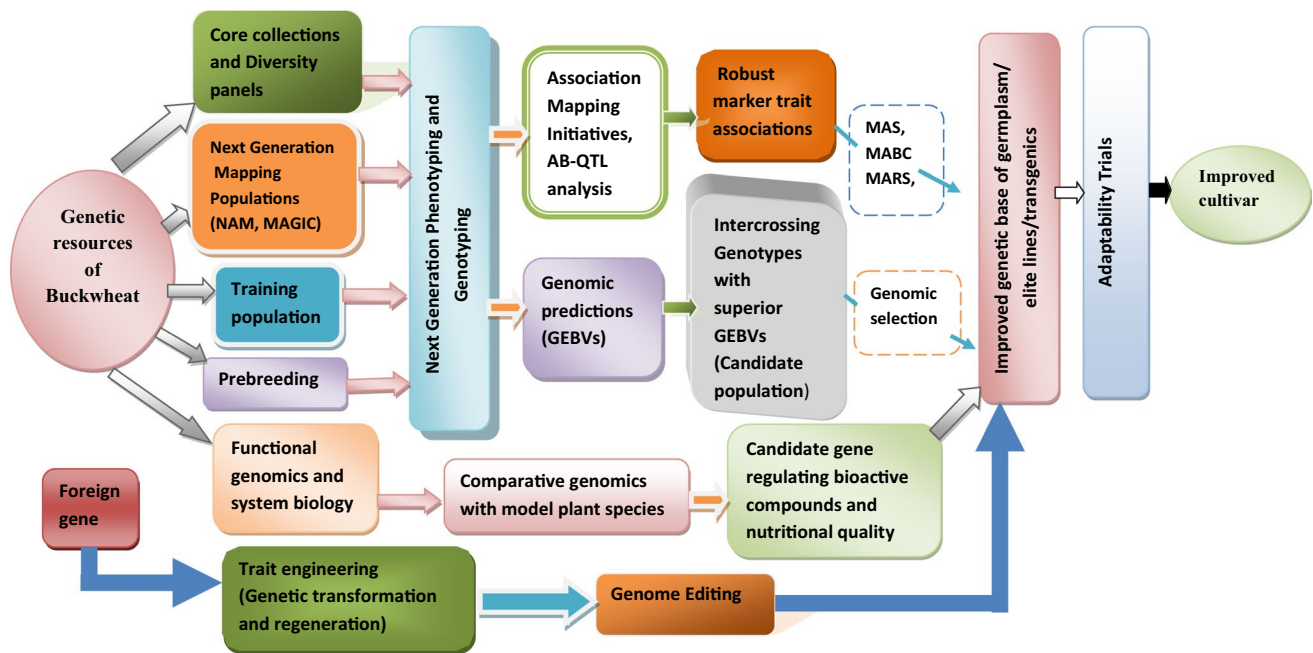 Genetic
resources
of
Buckwheat
Core collections
and Diversity
panels
Next Generation
Mapping
Populations
(NAM, MAGIC)
Training
population
Prebreeding
Functional
genomics and
system biology
Next Generation Phenotyping and
Genotyping
Association
Mapping
Initiatives,
AB-QTL
analysis
Robust
marker trait
associations
MAS,
MABC
MARS,
Genomic
predictions
(GEBVs)
Intercrossing
Genotypes
with
superior
GEBVs
(Candidate
population)
Genomic
selection
Comparative genomics
with model plant species
Candidate gene
regulating bioactive
compounds and
nutritional quality
Foreign
gene
Trait engineering
(Genetic transformation
and regeneration)
Genome Editing
Improved genetic base of germplasm/
elite lines/transgenics
Adaptability Trials
Improved
cultivar